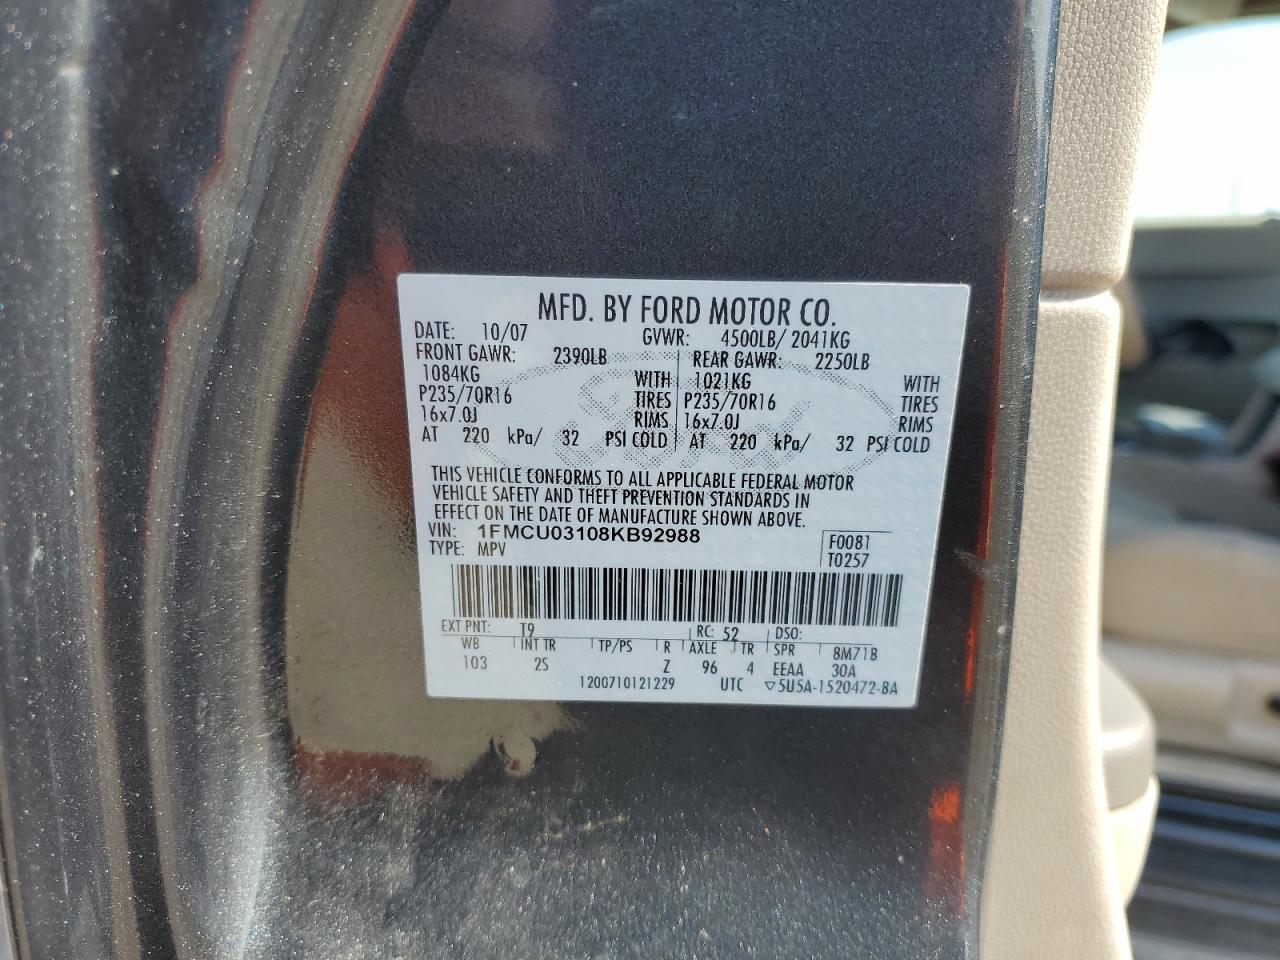 MFD. BY FORD MOTOR CO.
DATE: 10/07 GVWR: 4500LB/ 2041KG
FRONT GAWR: 2390LB REAR GAWR: 2250LB
1084KG WITH 1021KG WITH
P235/70R16 TIRES P235/70R16 TIRES
16x7.0J RIMS 16x7.0J RIMS
AT 220 kPa/ 32 PSI COLD AT 220 kPa/ 32 PSI COLD
THIS VEHICLE CONFORMS TO ALL APPLICABLE FEDERAL MOTOR
VEHICLE SAFETY AND THEFT PREVENTION STANDARDS IN
EFFECT ON THE DATE OF MANUFACTURE SHOWN ABOVE.
VIN: 1FMCU03108KB92988 F0081
TYPE: MPV T0257
EXT PNT: T9 RC: 52 DSO:
WB INT TR TP/PS R AXLE TR SPR 8M71B
103 2S Z 96 4 EEAA 30A
1200710121229 UTC ▽5U5A-1520472-BA